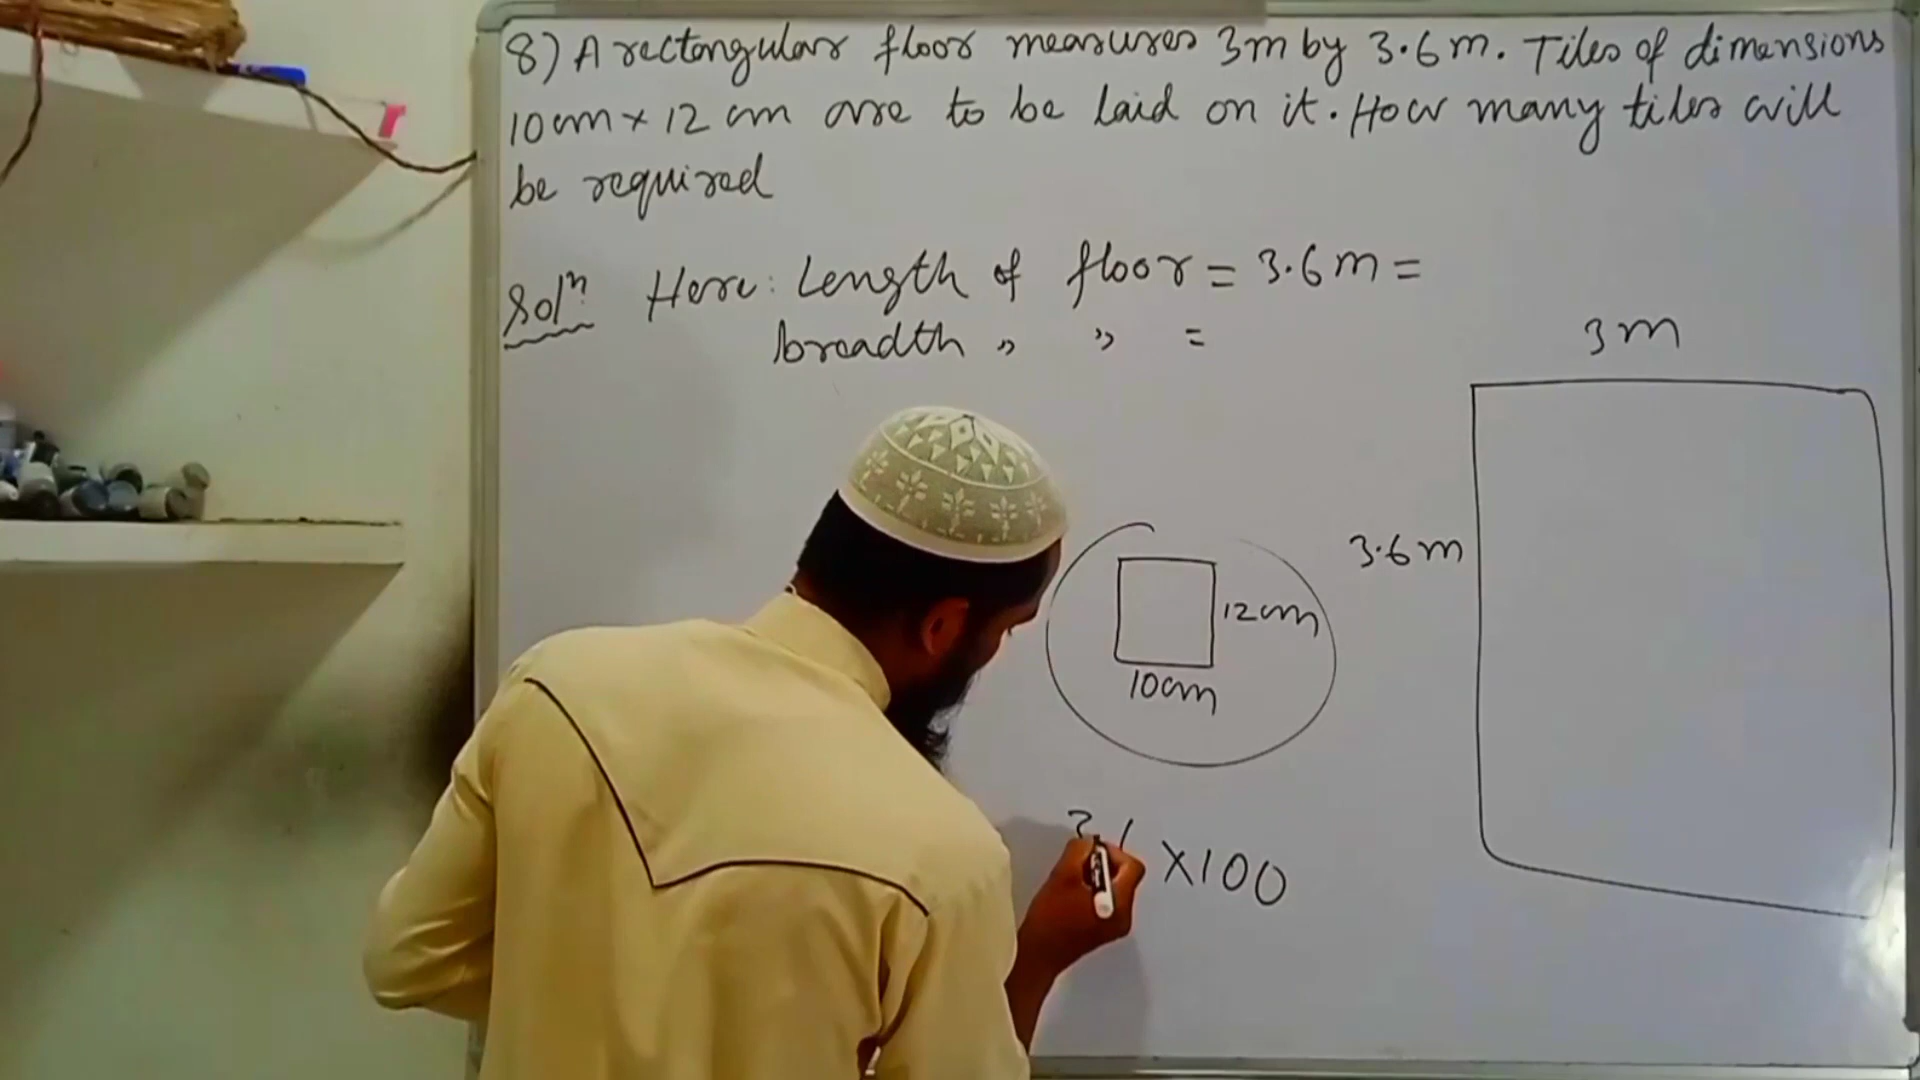 8) A rectangular floor measures 3m by 3.6 m. Tiles of dimensions
10cm x 12 cm are to be laid on it. How many tiles will
be required
Solⁿ Here: Length of floor = 3.6m =
breadth " " =
3m
3.6m
12cm
10cm
x100